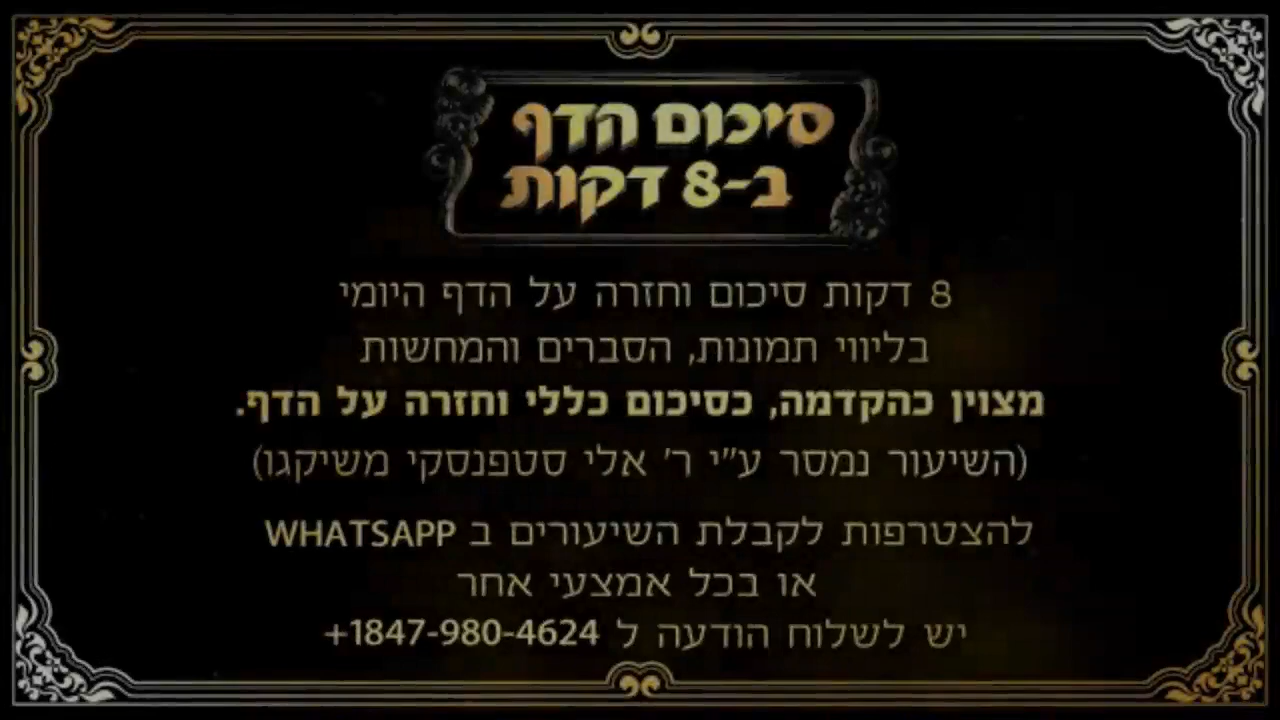 סיכום הדף
ב-8 דקות
8 דקות סיכום וחזרה על הדף היומי
בליווי תמונות, הסברים והמחשות
מצוין כהקדמה, כסיכום כללי וחזרה על הדף.
(השיעור נמסר ע"י ר' אלי סטפנסקי משיקגו)
להצטרפות לקבלת השיעורים ב WHATSAPP
או בכל אמצעי אחר
יש לשלוח הודעה ל 1847-980-4624+